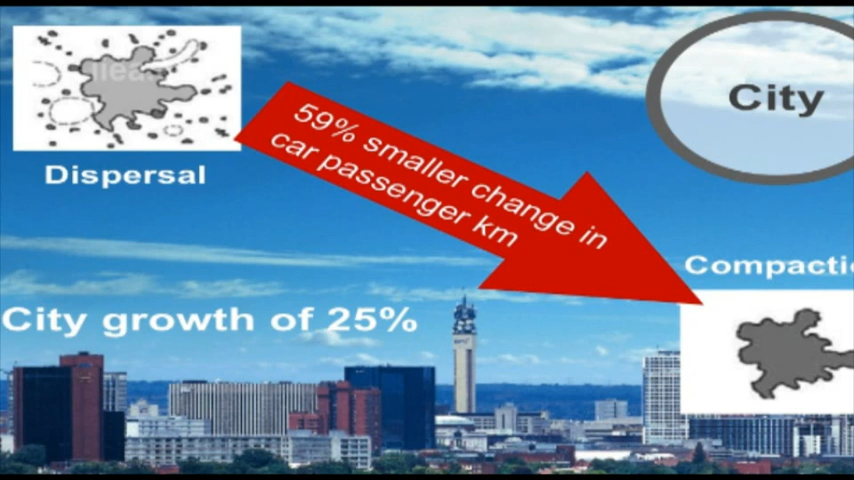 City
Dispersal
59% smaller change in
car passenger km
City growth of 25%